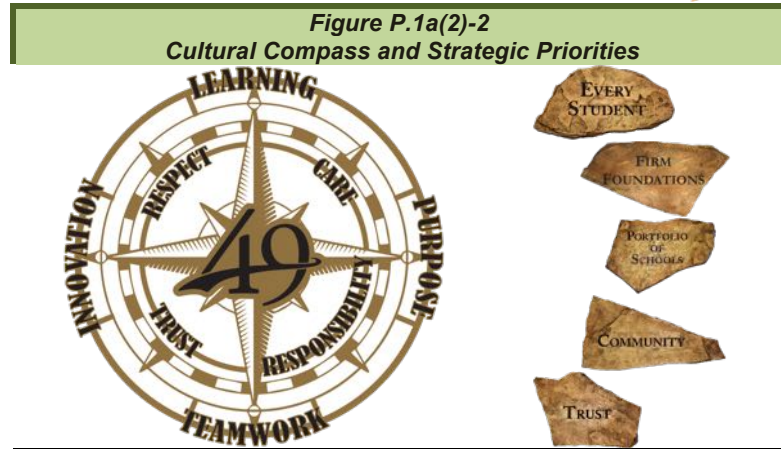 Figure P.1a(2)-2
Cultural Compass and Strategic Priorities
LEARNING
RESPECT
CARE
INNOVATION
PURPOSE
49
TRUST
RESPONSIBILITY
TEAMWORK
EVERY
STUDENT
FIRM
FOUNDATIONS
PORTFOLIO
OF
SCHOOLS
COMMUNITY
TRUST